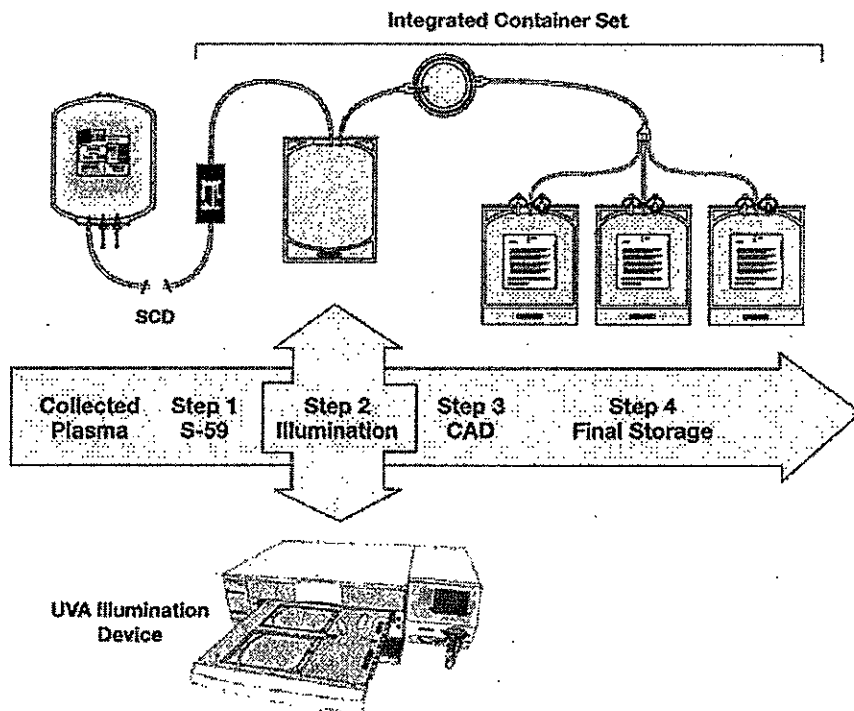 Integrated Container Set
SCD
Collected
Plasma
Step 1
S-59
Step 2
Illumination
Step 3
CAD
Step 4
Final Storage
UVA Illumination
Device